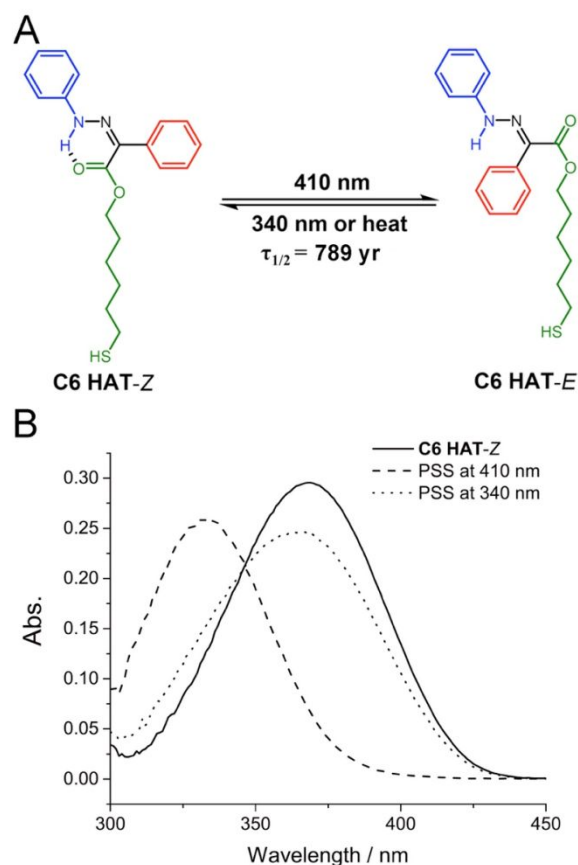 A
N
N
H
O
O
HS
C6 HAT-Z
410 nm
340 nm or heat
τ1/2 = 789 yr
N
N
H
O
O
HS
C6 HAT-E
B
C6 HAT-Z
PSS at 410 nm
PSS at 340 nm
0.30
0.25
0.20
0.15
0.10
0.05
0.00
Abs.
300
350
400
450
Wavelength / nm